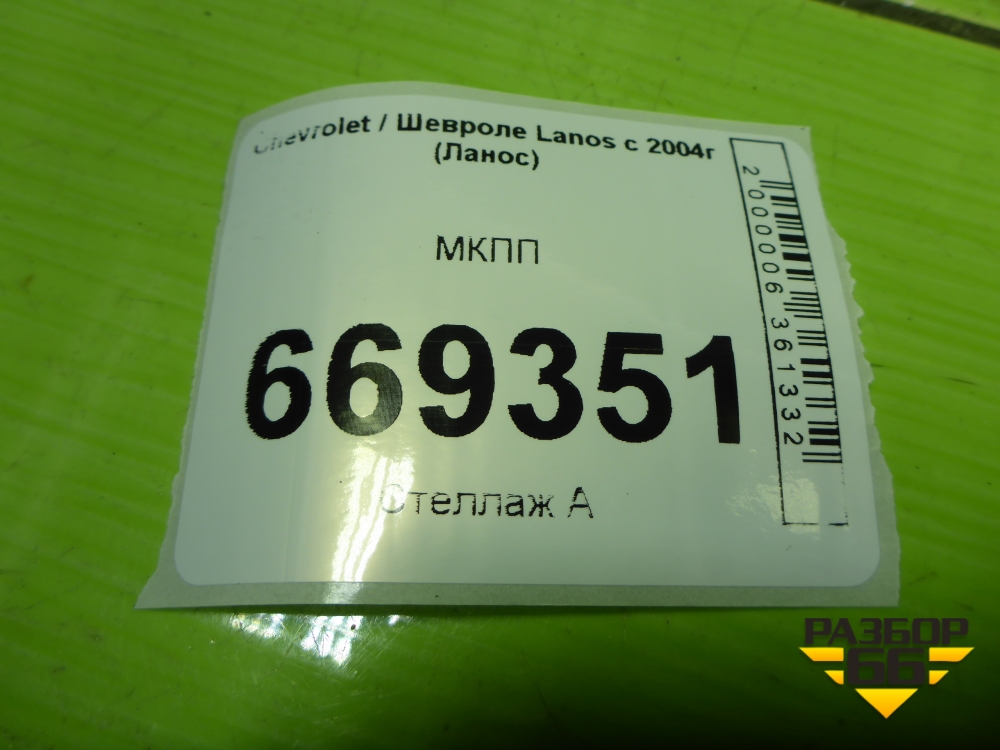 Chevrolet / Шевроле Lanos с 2004г
(Ланос)
МКПП
669351
Стеллаж А
2000006361332
РАЗБОР
66